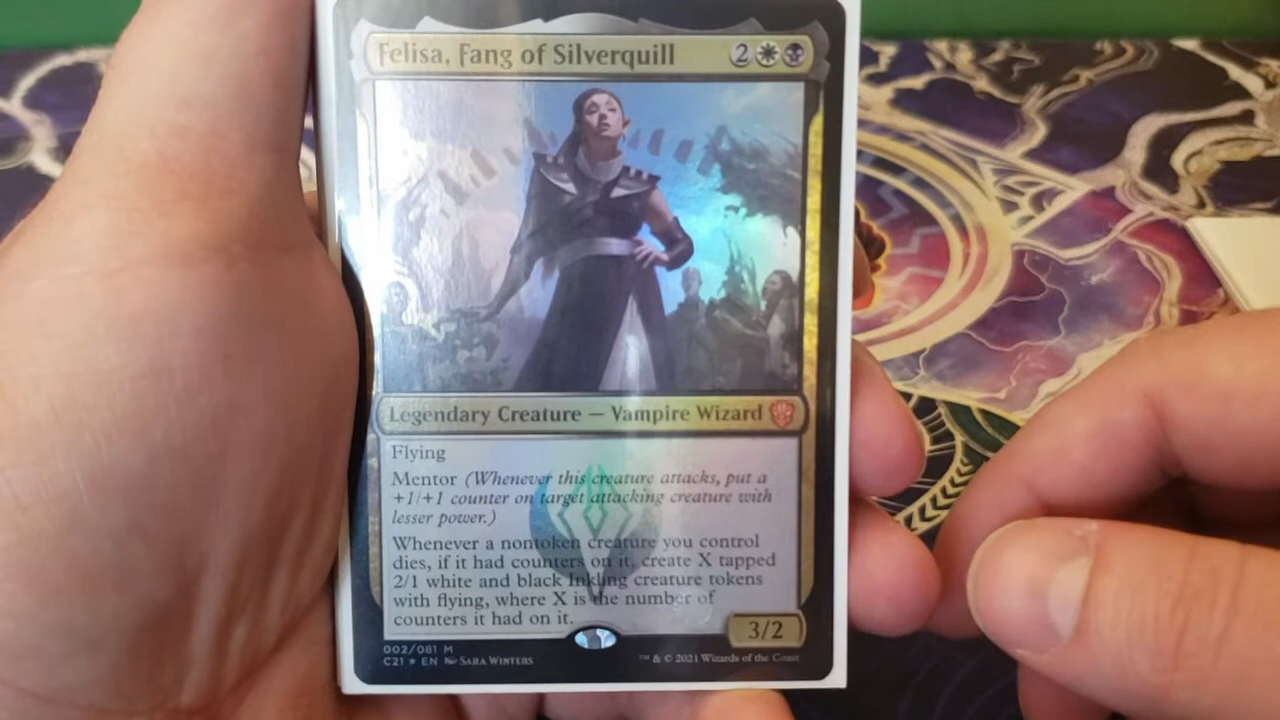 Felisa, Fang of Silverquill 2
Legendary Creature — Vampire Wizard
Flying
Mentor (Whenever this creature attacks, put a
+1/+1 counter on target attacking creature with
lesser power.)
Whenever a nontoken creature you control
dies, if it had counters on it, create X tapped
2/1 white and black Inkling creature tokens
with flying, where X is the number of
counters it had on it.
3/2
002/081 M
C21 ★ EN Sara Winters
™ & © 2021 Wizards of the Coast